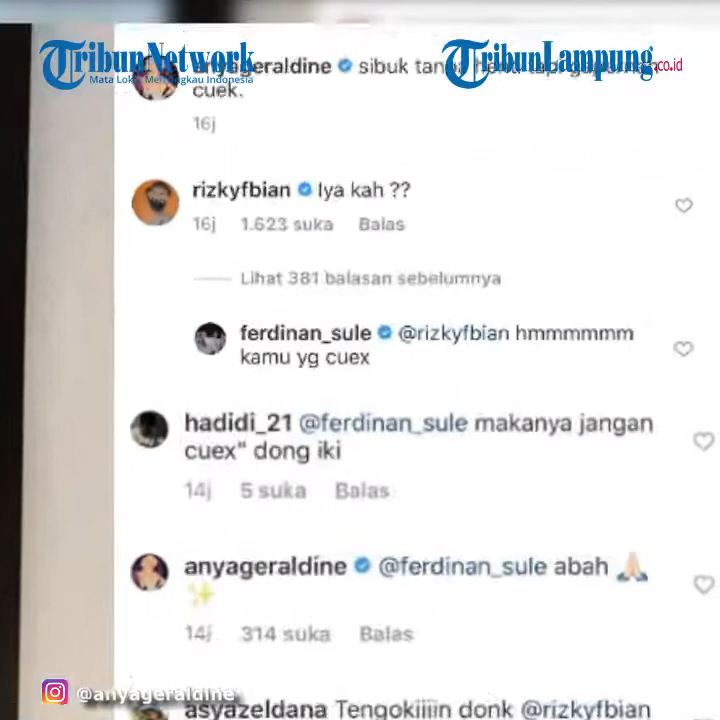 TribunNetwork
Mata Lokal Menjangkau Indonesia
TribunLampung.co.id
anyageraldine sibuk
cuek.
16j
rizkyfbian Iya kah ??
16j 1.623 suka Balas
Lihat 381 balasan sebelumnya
ferdinan_sule @rizkyfbian hmmmmmm
kamu yg cuex
hadidi_21 @ferdinan_sule makanya jangan
cuex" dong iki
14j 5 suka Balas
anyageraldine @ferdinan_sule abah 🙏🏻
✨
14j 314 suka Balas
@anyageraldine
asyazeldana Tengokiiiin donk @rizkyfbian